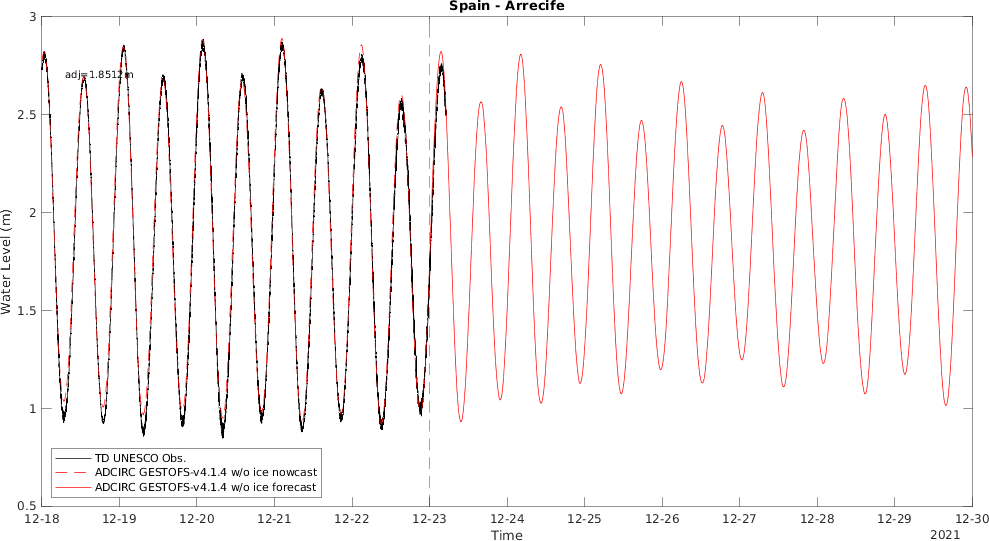 Spain - Arrecife
3
2.5
2
1.5
1
0.5
Water Level (m)
adj=1.8512m
TD UNESCO Obs.
ADCIRC GESTOFS-v4.1.4 w/o ice nowcast
ADCIRC GESTOFS-v4.1.4 w/o ice forecast
12-18 12-19 12-20 12-21 12-22 12-23 12-24 12-25 12-26 12-27 12-28 12-29 12-30
Time
2021